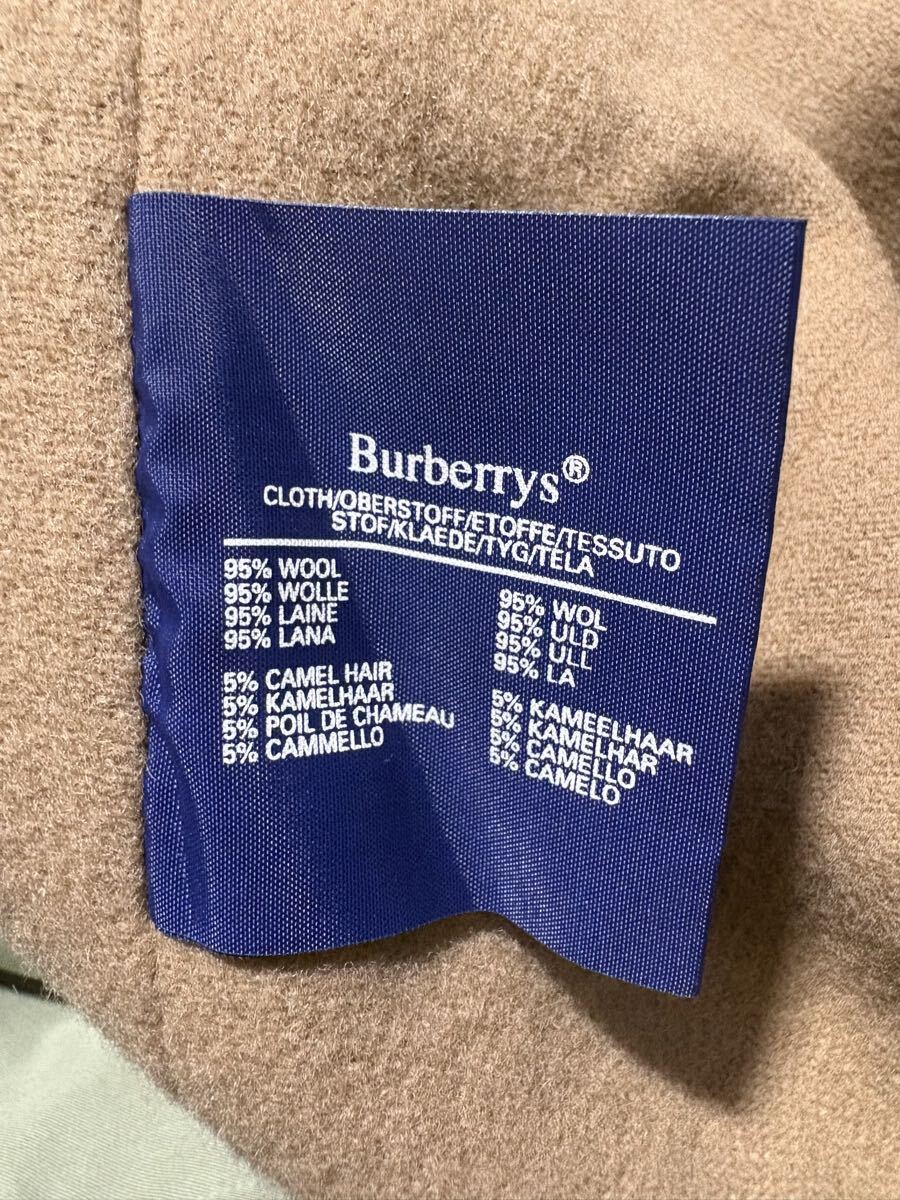 Burberrys®
CLOTH/OBERSTOFF/ETOFFE/TESSUTO
STOF/KLAEDE/TYG/TELA
95% WOOL
95% WOLLE
95% LAINE
95% LANA
5% CAMEL HAIR
5% KAMELHAAR
5% POIL DE CHAMEAU
5% CAMMELLO
95% WOL
95% ULD
95% ULL
95% LA
5% KAMEELHAAR
5% KAMELHAR
5% CAMELLO
5% CAMELO